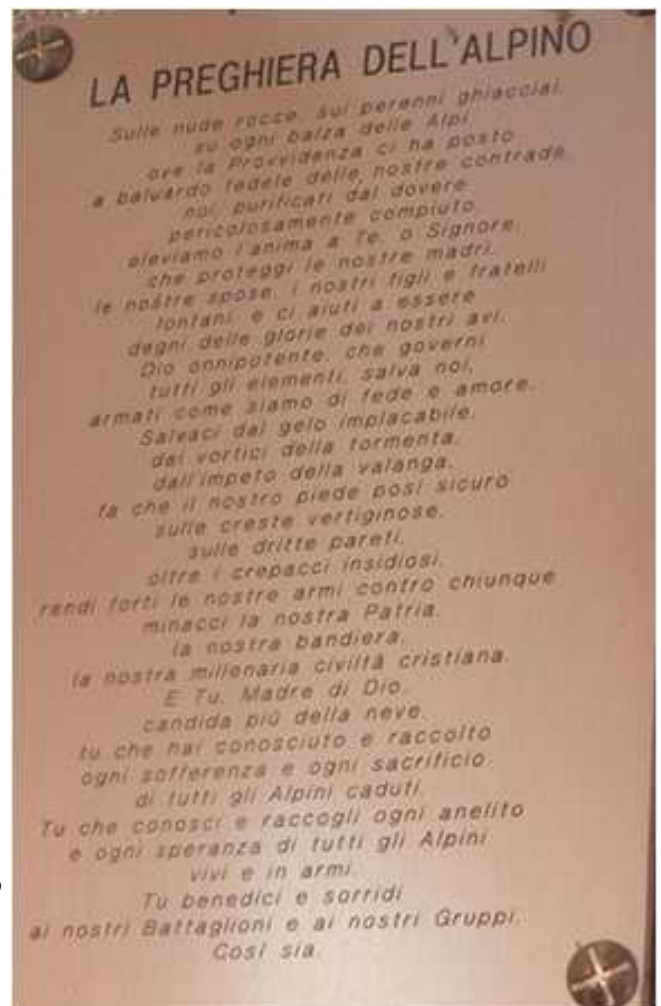 LA PREGHIERA DELL'ALPINO
Sulle nude rocce, sui perenni ghiacciai,
su ogni balza delle Alpi
ove la Provvidenza ci ha posto
a baluardo fedele delle nostre contrade,
noi, purificati dal dovere
pericolosamente compiuto,
eleviamo l'anima a Te, o Signore,
che proteggi le nostre madri,
le nostre spose, i nostri figli e fratelli
lontani, e ci aiuti a essere
degni delle glorie dei nostri avi.
Dio onnipotente, che governi
tutti gli elementi, salva noi,
armati come siamo di fede e amore.
Salvaci dal gelo implacabile,
dai vortici della tormenta,
dall'impeto della valanga,
fa che il nostro piede posi sicuro
sulle creste vertiginose,
sulle dritte pareti,
oltre i crepacci insidiosi,
rendi forti le nostre armi contro chiunque
minacci la nostra Patria,
la nostra bandiera,
la nostra millenaria civiltà cristiana.
E Tu, Madre di Dio,
candida più della neve,
tu che hai conosciuto e raccolto
ogni sofferenza e ogni sacrificio
di tutti gli Alpini caduti,
Tu che conosci e raccogli ogni anelito
e ogni speranza di tutti gli Alpini
vivi e in armi.
Tu benedici e sorridi
ai nostri Battaglioni e ai nostri Gruppi.
Così sia.